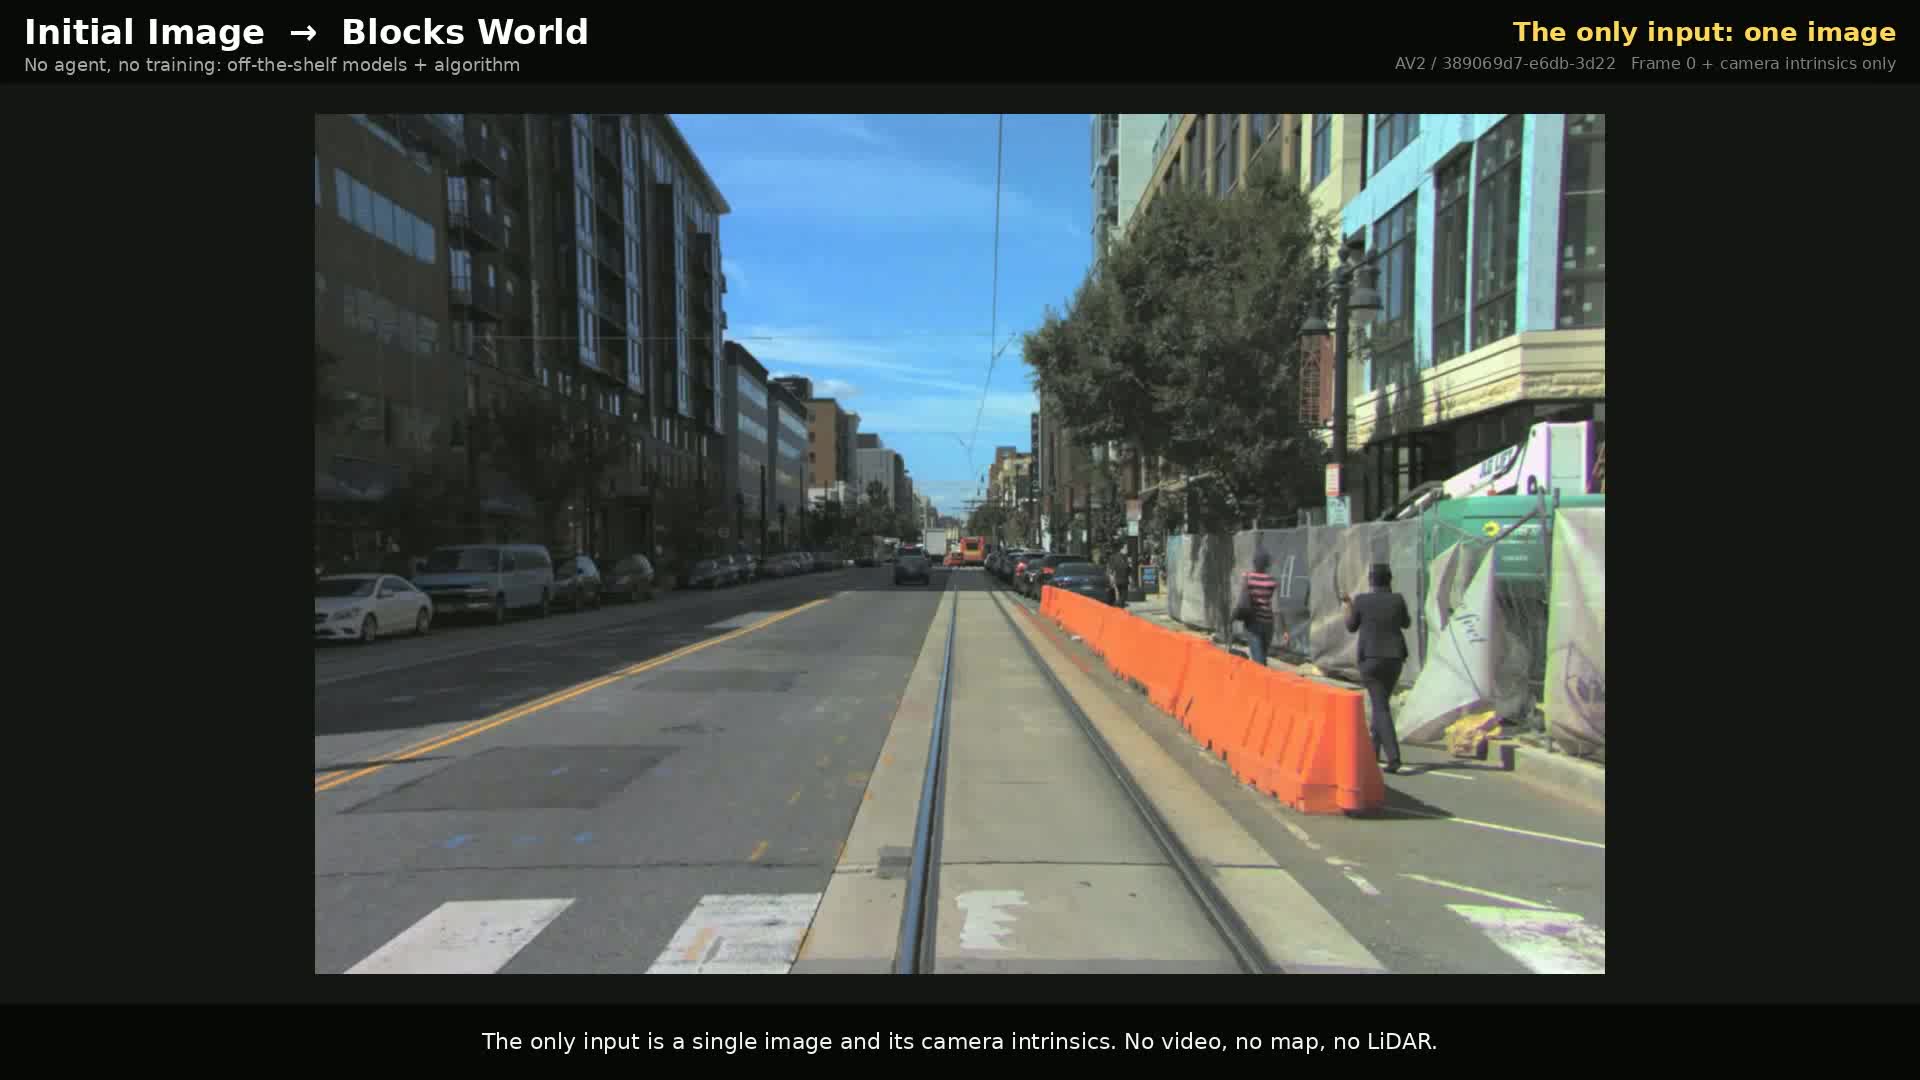 Initial Image → Blocks World
No agent, no training: off-the-shelf models + algorithm
The only input: one image
AV2 / 389069d7-e6db-3d22 Frame 0 + camera intrinsics only
feet
The only input is a single image and its camera intrinsics. No video, no map, no LiDAR.